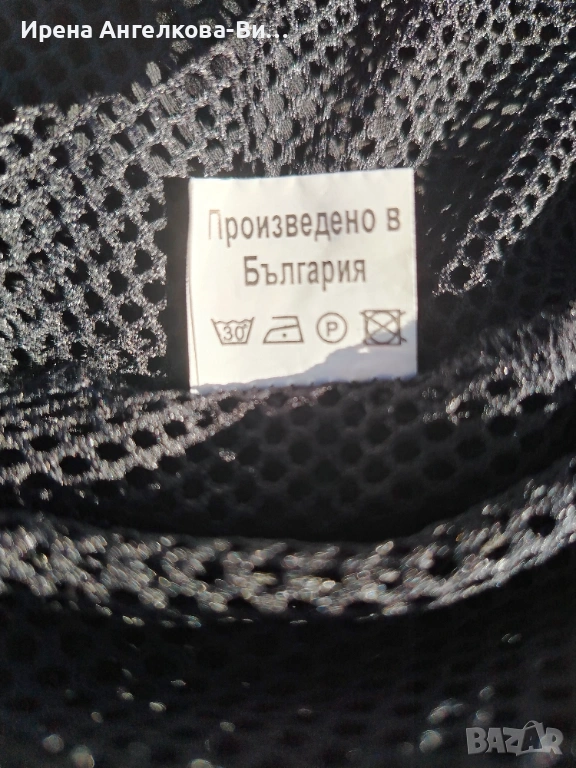 Ирена Ангелкова-Ви...
Произведено в
България
30° P
BAZAR